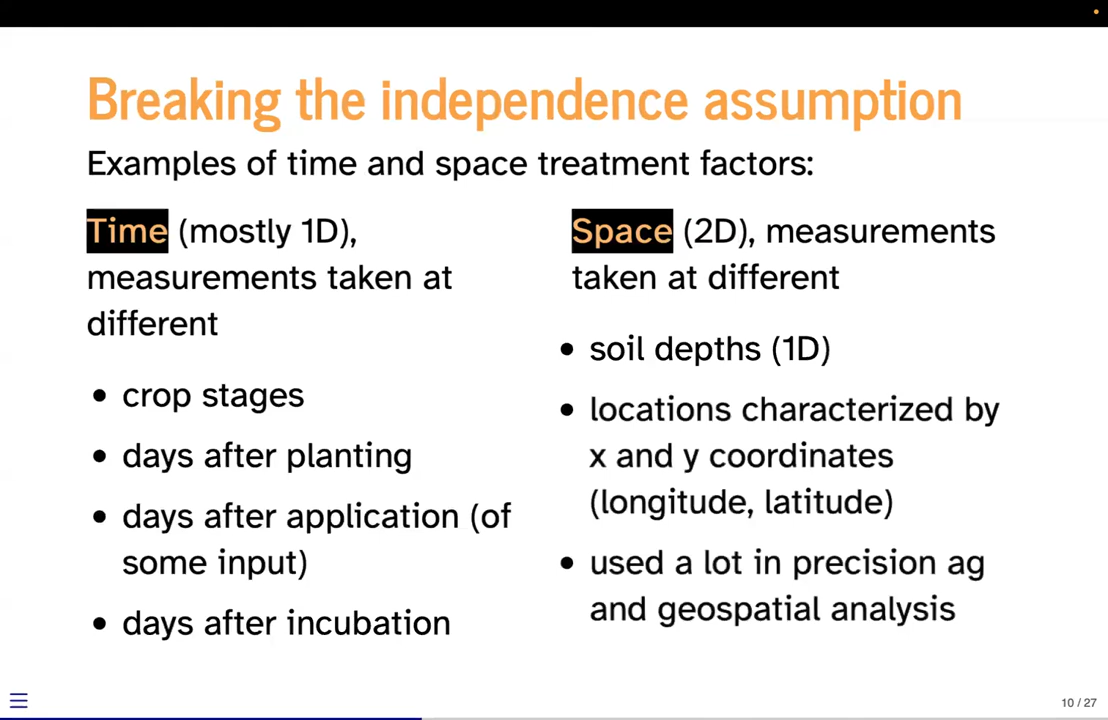 Breaking the independence assumption
Examples of time and space treatment factors:
Time (mostly 1D),
measurements taken at
different
• crop stages
• days after planting
• days after application (of
some input)
• days after incubation
Space (2D), measurements
taken at different
• soil depths (1D)
• locations characterized by
x and y coordinates
(longitude, latitude)
• used a lot in precision ag
and geospatial analysis
10 / 27